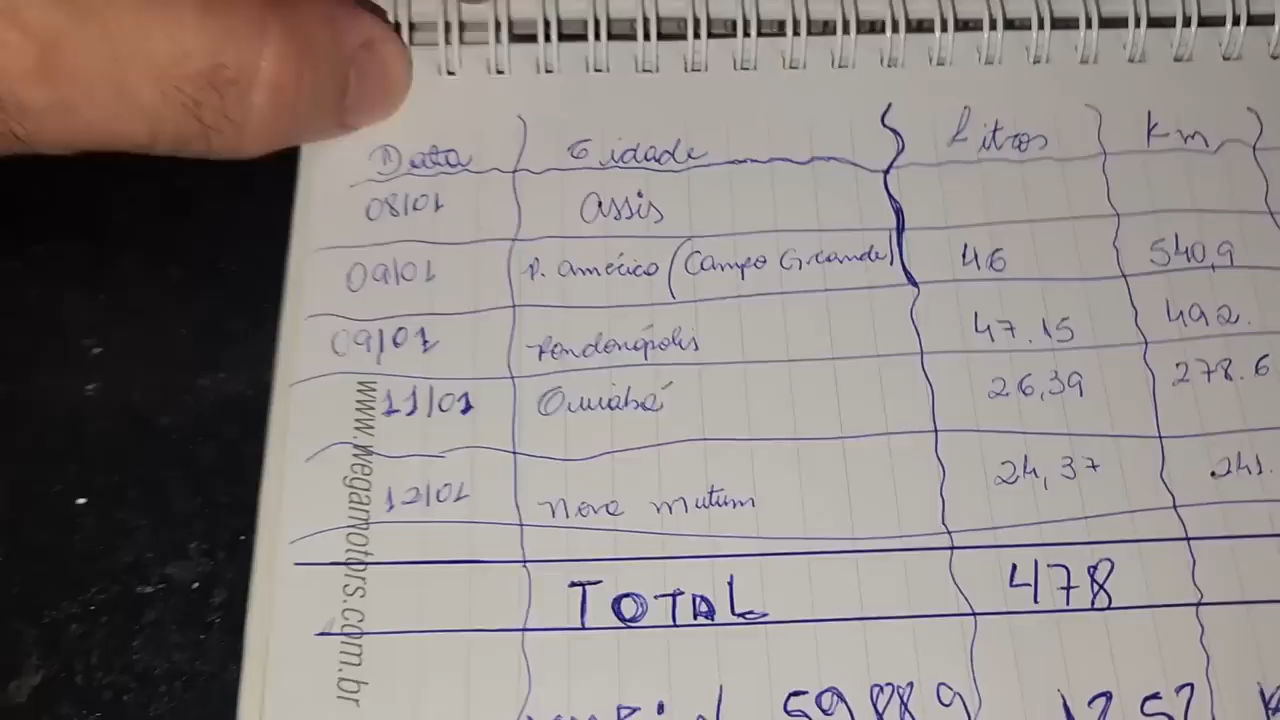 Data Cidade Litros Km
08/01 Assis
09/01 P. Américo (Campo Grande) 46 540,9
09/01 Rondonópolis 47.15 492.
11/01 Cuiabá 26,39 278.6
12/01 Nova mutum 24,37 241.
TOTAL 478
59889
www.wegamotors.com.br